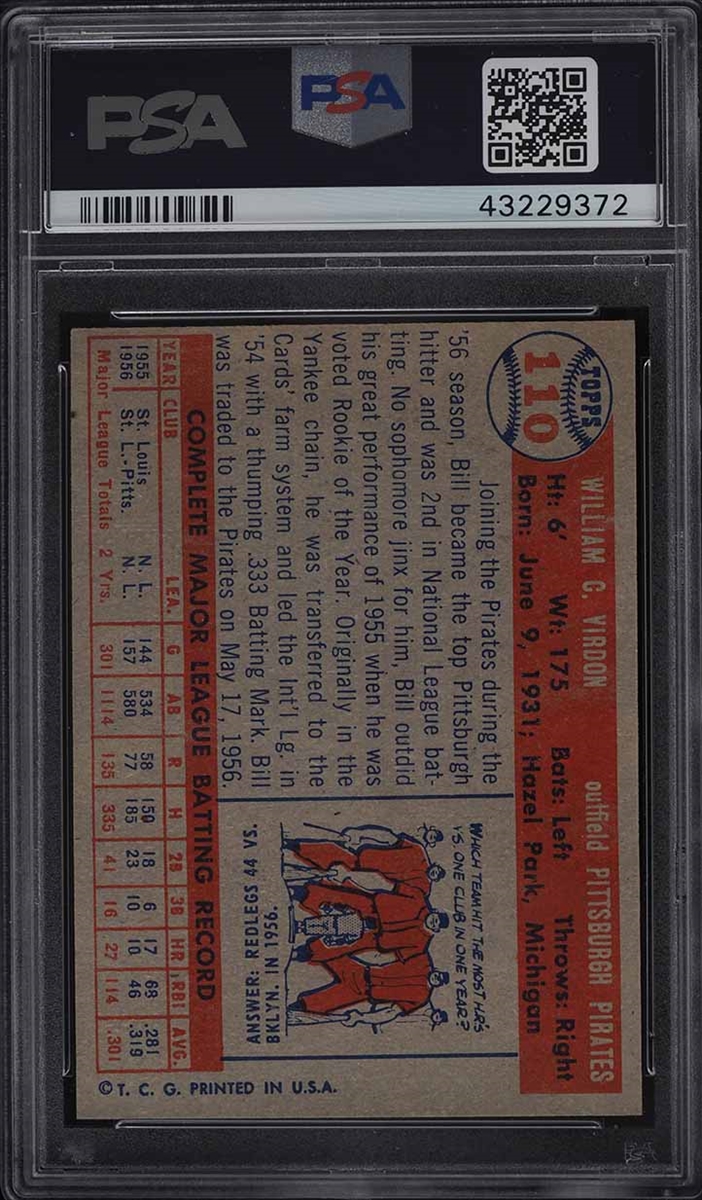 PSA
PSA
43229372
TOPPS
110
WILLIAM C. VIRDON outfield PITTSBURGH PIRATES
Ht: 6' Wt: 175 Bats: Left Throws: Right
Born: June 9, 1931; Hazel Park, Michigan
Joining the Pirates during the
'56 season, Bill became the top Pittsburgh
hitter and was 2nd in National League bat-
ting. No sophomore jinx for him, Bill outdid
his great performance of 1955 when he was
voted Rookie of the Year. Originally in the
Yankee chain, he was transferred to the
Cards' farm system and led the Int'l Lg. in
'54 with a thumping .333 Batting Mark. Bill
was traded to the Pirates on May 17, 1956.
WHICH TEAM HIT THE MOST H.R.'S
VS ONE CLUB IN ONE YEAR?
ANSWER: REDLEGS 44 VS.
BKLYN. IN 1956.
COMPLETE MAJOR LEAGUE BATTING RECORD
YEAR CLUB LEA. G AB R H 2B 3B HR RBI AVG.
1955 St. Louis N. L. 144 534 58 150 18 6 17 68 .281
1956 St. L.-Pitts. N. L. 157 580 77 185 23 10 10 46 .319
Major League Totals 2 Yrs. 301 1114 135 335 41 16 27 114 .301
© T. C. G. PRINTED IN U.S.A.
PSA